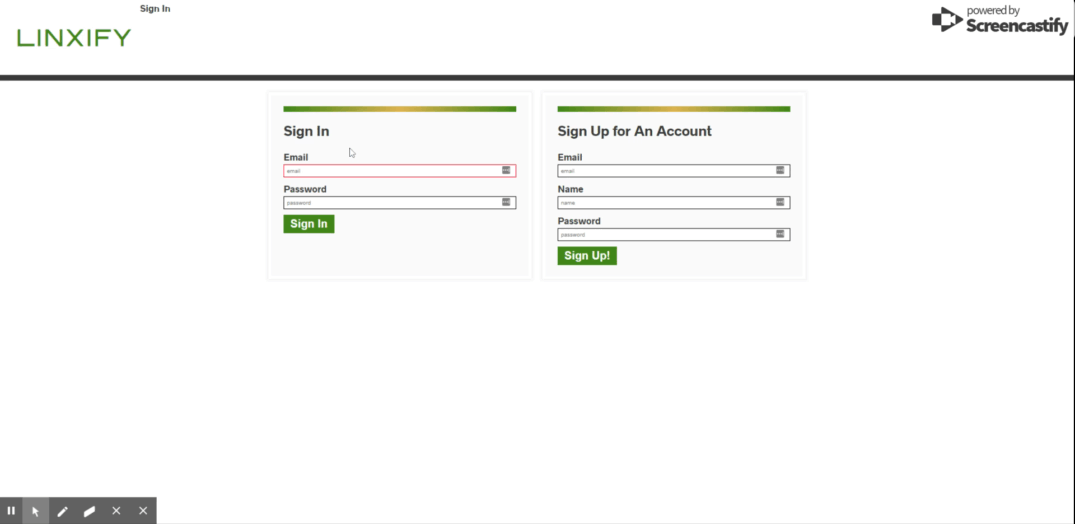 Sign In
LINXIFY
powered by
Screencastify
Sign In
Email
email
Password
password
Sign In
Sign Up for An Account
Email
email
Name
name
Password
password
Sign Up!